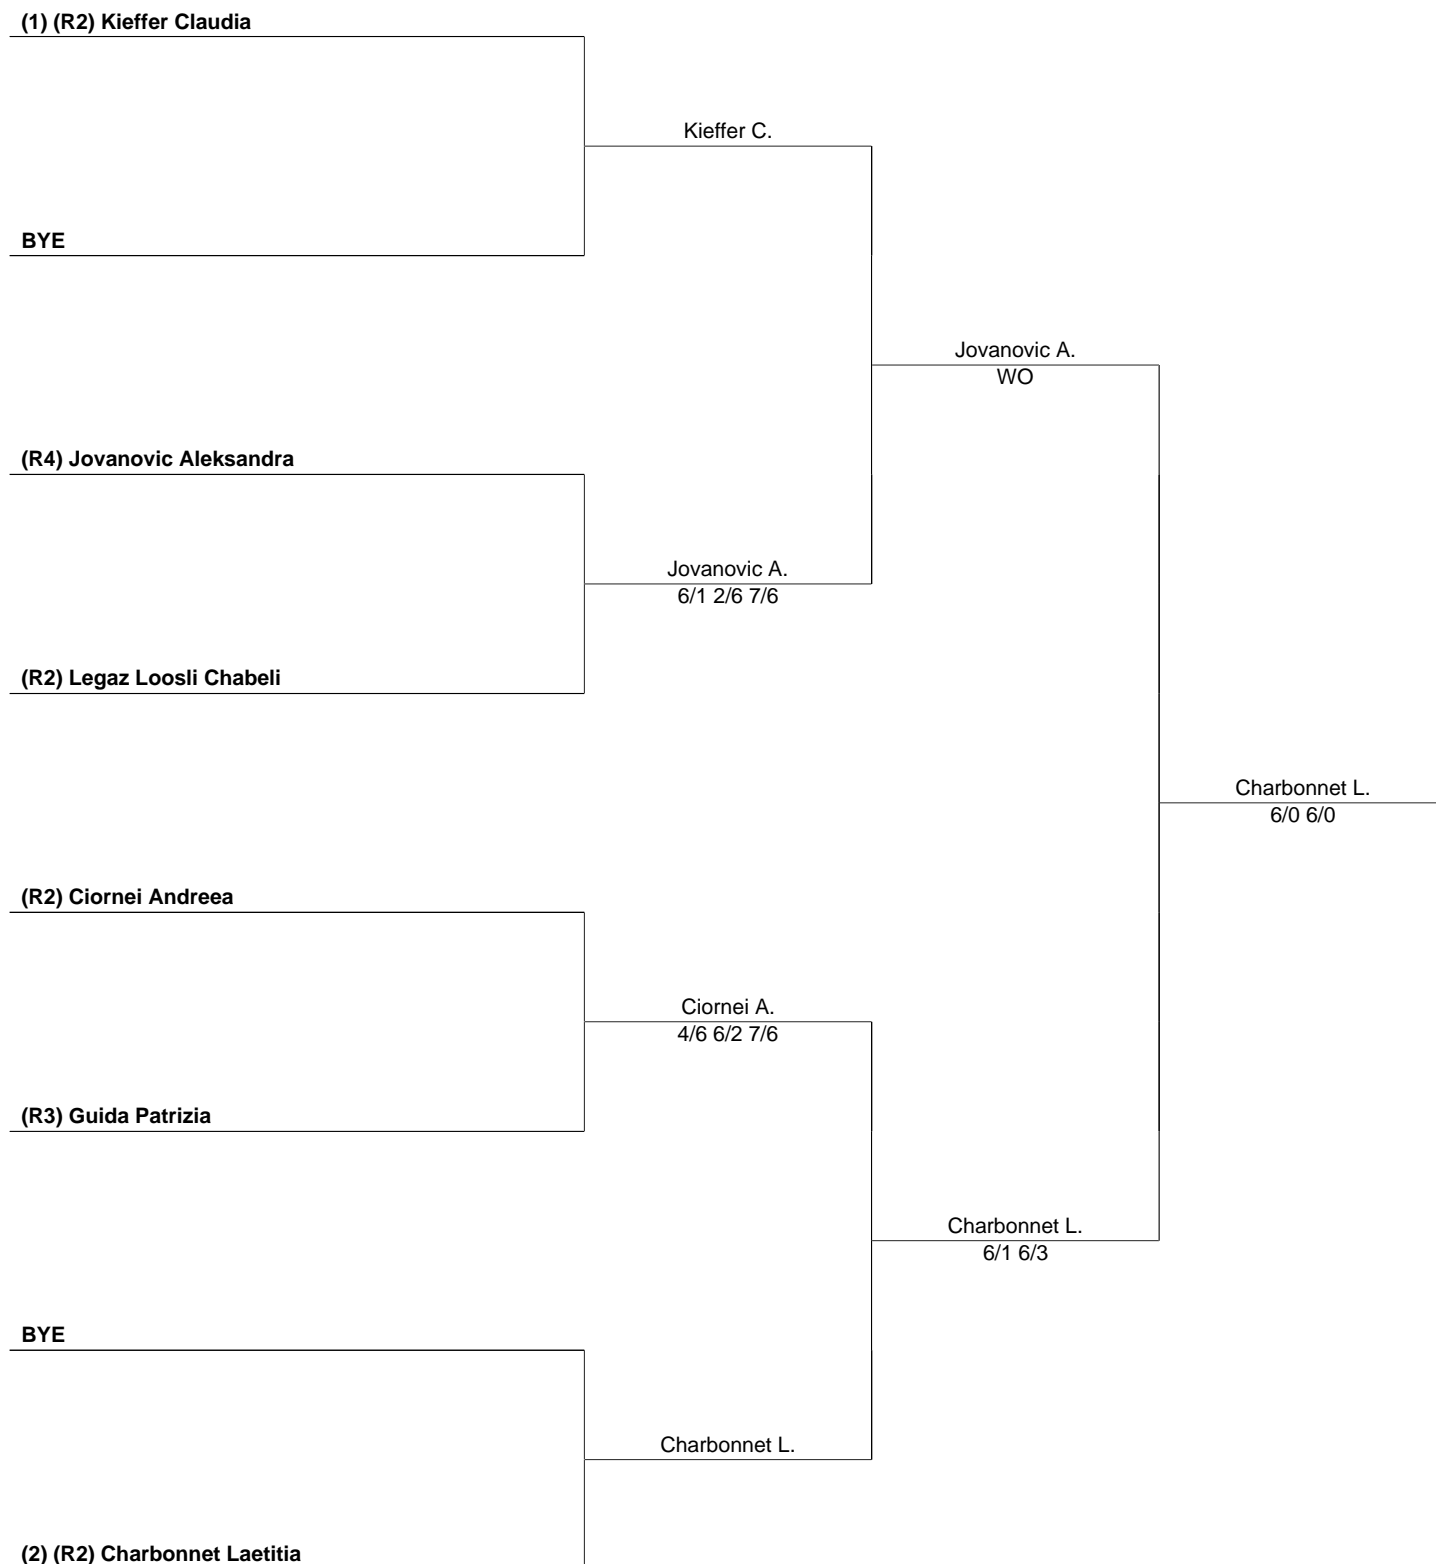 (1) (R2) Kieffer Claudia
Kieffer C.
BYE
Jovanovic A.
WO
(R4) Jovanovic Aleksandra
Jovanovic A.
6/1 2/6 7/6
(R2) Legaz Loosli Chabeli
Charbonnet L.
6/0 6/0
(R2) Ciornei Andreea
Ciornei A.
4/6 6/2 7/6
(R3) Guida Patrizia
Charbonnet L.
6/1 6/3
BYE
Charbonnet L.
(2) (R2) Charbonnet Laetitia